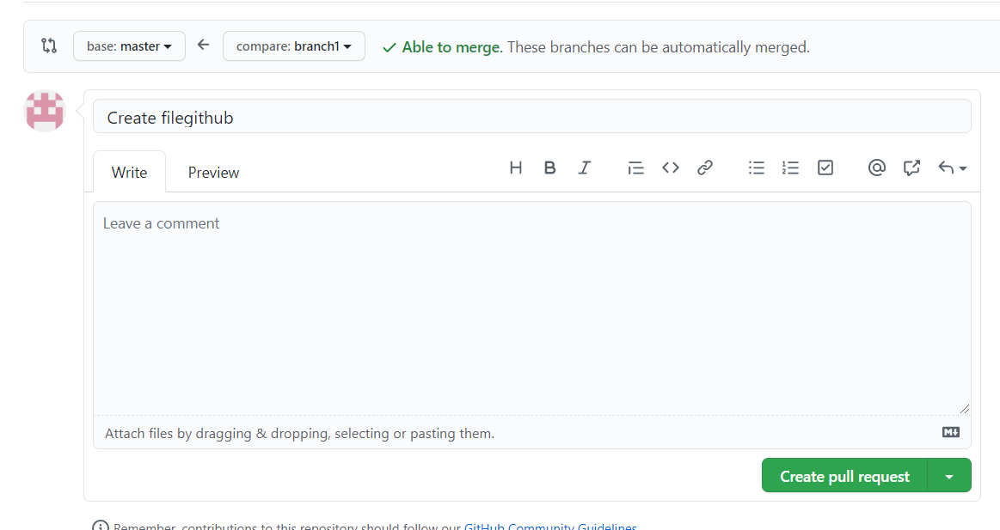 base: master compare: branch1 Able to merge. These branches can be automatically merged.
Create filegithub
Write Preview H B I @
Leave a comment
Attach files by dragging & dropping, selecting or pasting them.
M
Create pull request
Remember, contributions to this repository should follow our GitHub Community Guidelines